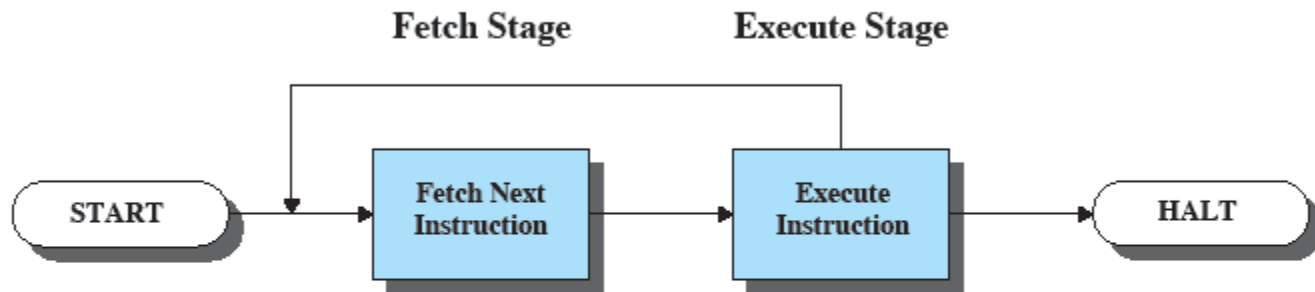 Fetch Stage
Execute Stage
START
Fetch Next
Instruction
Execute
Instruction
HALT